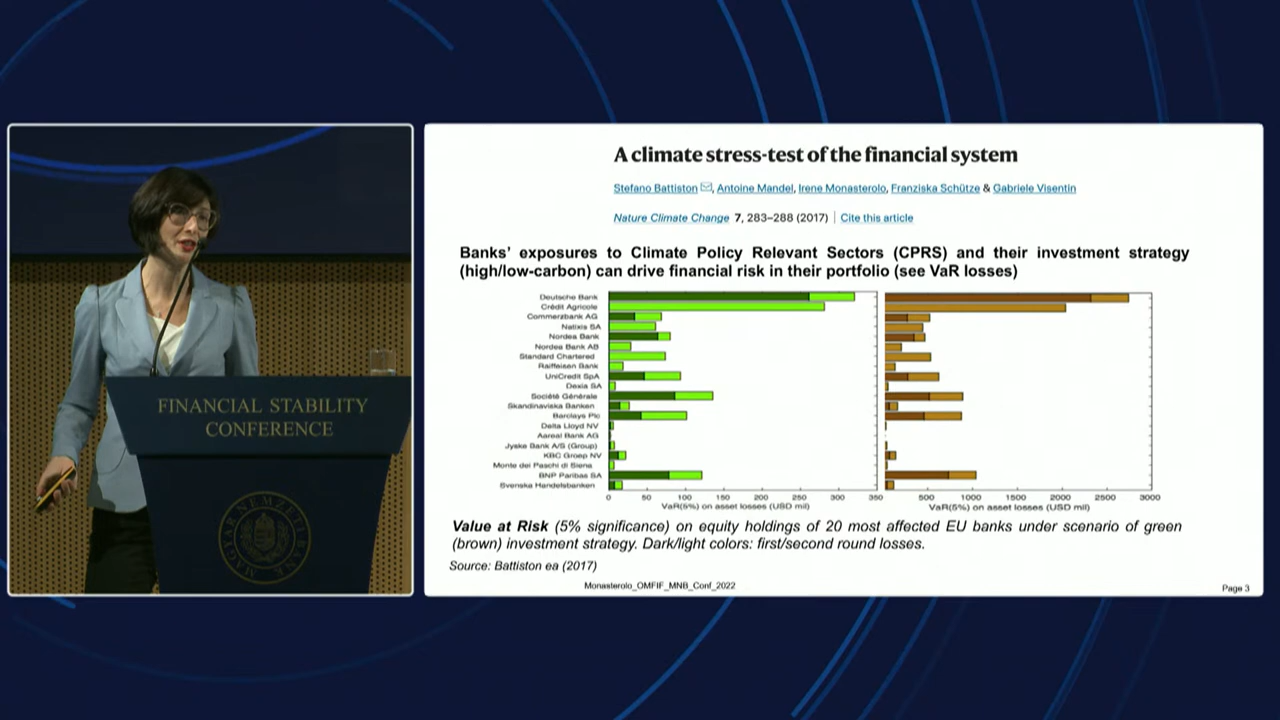 FINANCIAL STABILITY
CONFERENCE
A climate stress-test of the financial system
Stefano Battiston, Antoine Mandel, Irene Monasterolo, Franziska Schütze & Gabriele Visentin
Nature Climate Change 7, 283–288 (2017) | Cite this article
Banks' exposures to Climate Policy Relevant Sectors (CPRS) and their investment strategy
(high/low-carbon) can drive financial risk in their portfolio (see VaR losses)
Deutsche Bank
Crédit Agricole
Commerzbank AG
Natixis SA
Nordea Bank
Nordea Bank AB
Standard Chartered
Raiffeisen Bank
UniCredit SpA
Dexia SA
Société Générale
Skandinaviska Banken
Barclays Plc
Delta Lloyd NV
Aareal Bank AG
Jyske Bank A/S (Group)
KBC Groep NV
Monte dei Paschi di Siena
BNP Paribas SA
Svenska Handelsbanken
0 50 100 150 200 250 300 350
500 1000 1500 2000 2500 3000
VaR(5%) on asset losses (USD mil)
VaR(5%) on asset losses (USD mil)
Value at Risk (5% significance) on equity holdings of 20 most affected EU banks under scenario of green
(brown) investment strategy. Dark/light colors: first/second round losses.
Source: Battiston ea (2017)
Monasterolo_OMFIF_MNB_Conf_2022
Page 3